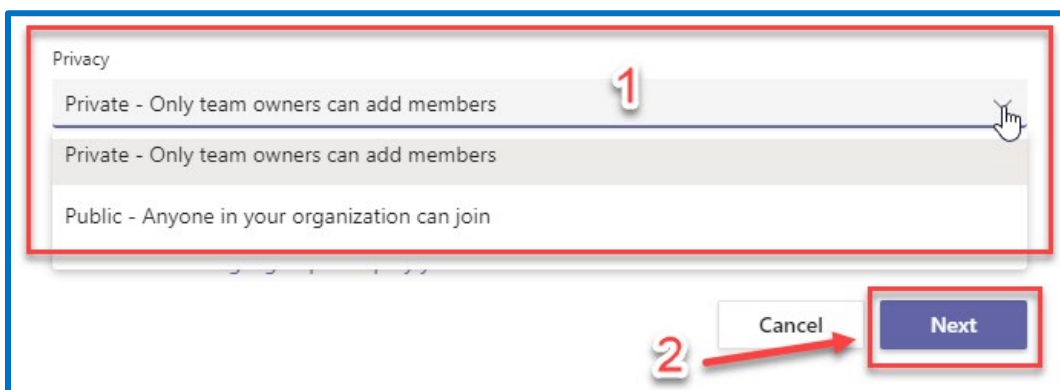 Privacy
Private - Only team owners can add members
1
Private - Only team owners can add members
Public - Anyone in your organization can join
Cancel
Next
2